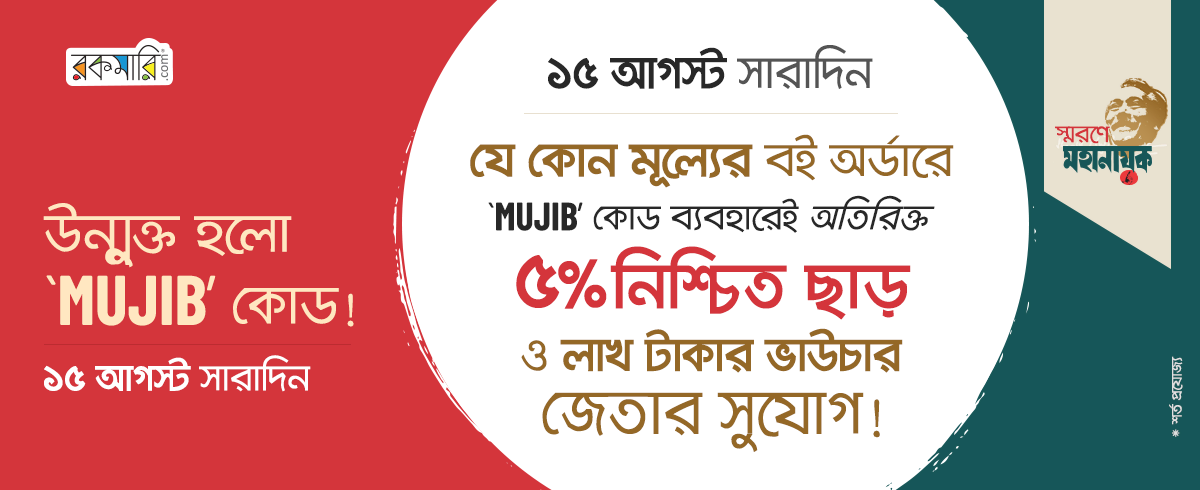 রকমারি
.com
উন্মুক্ত হলো
‘MUJIB’ কোড!
১৫ আগস্ট সারাদিন
১৫ আগস্ট সারাদিন
যে কোন মূল্যের বই অর্ডারে
‘MUJIB’ কোড ব্যবহারেই অতিরিক্ত
৫% নিশ্চিত ছাড়
ও লাখ টাকার ভাউচার
জেতার সুযোগ!
স্মরণে
মহানায়ক
* শর্ত প্রযোজ্য